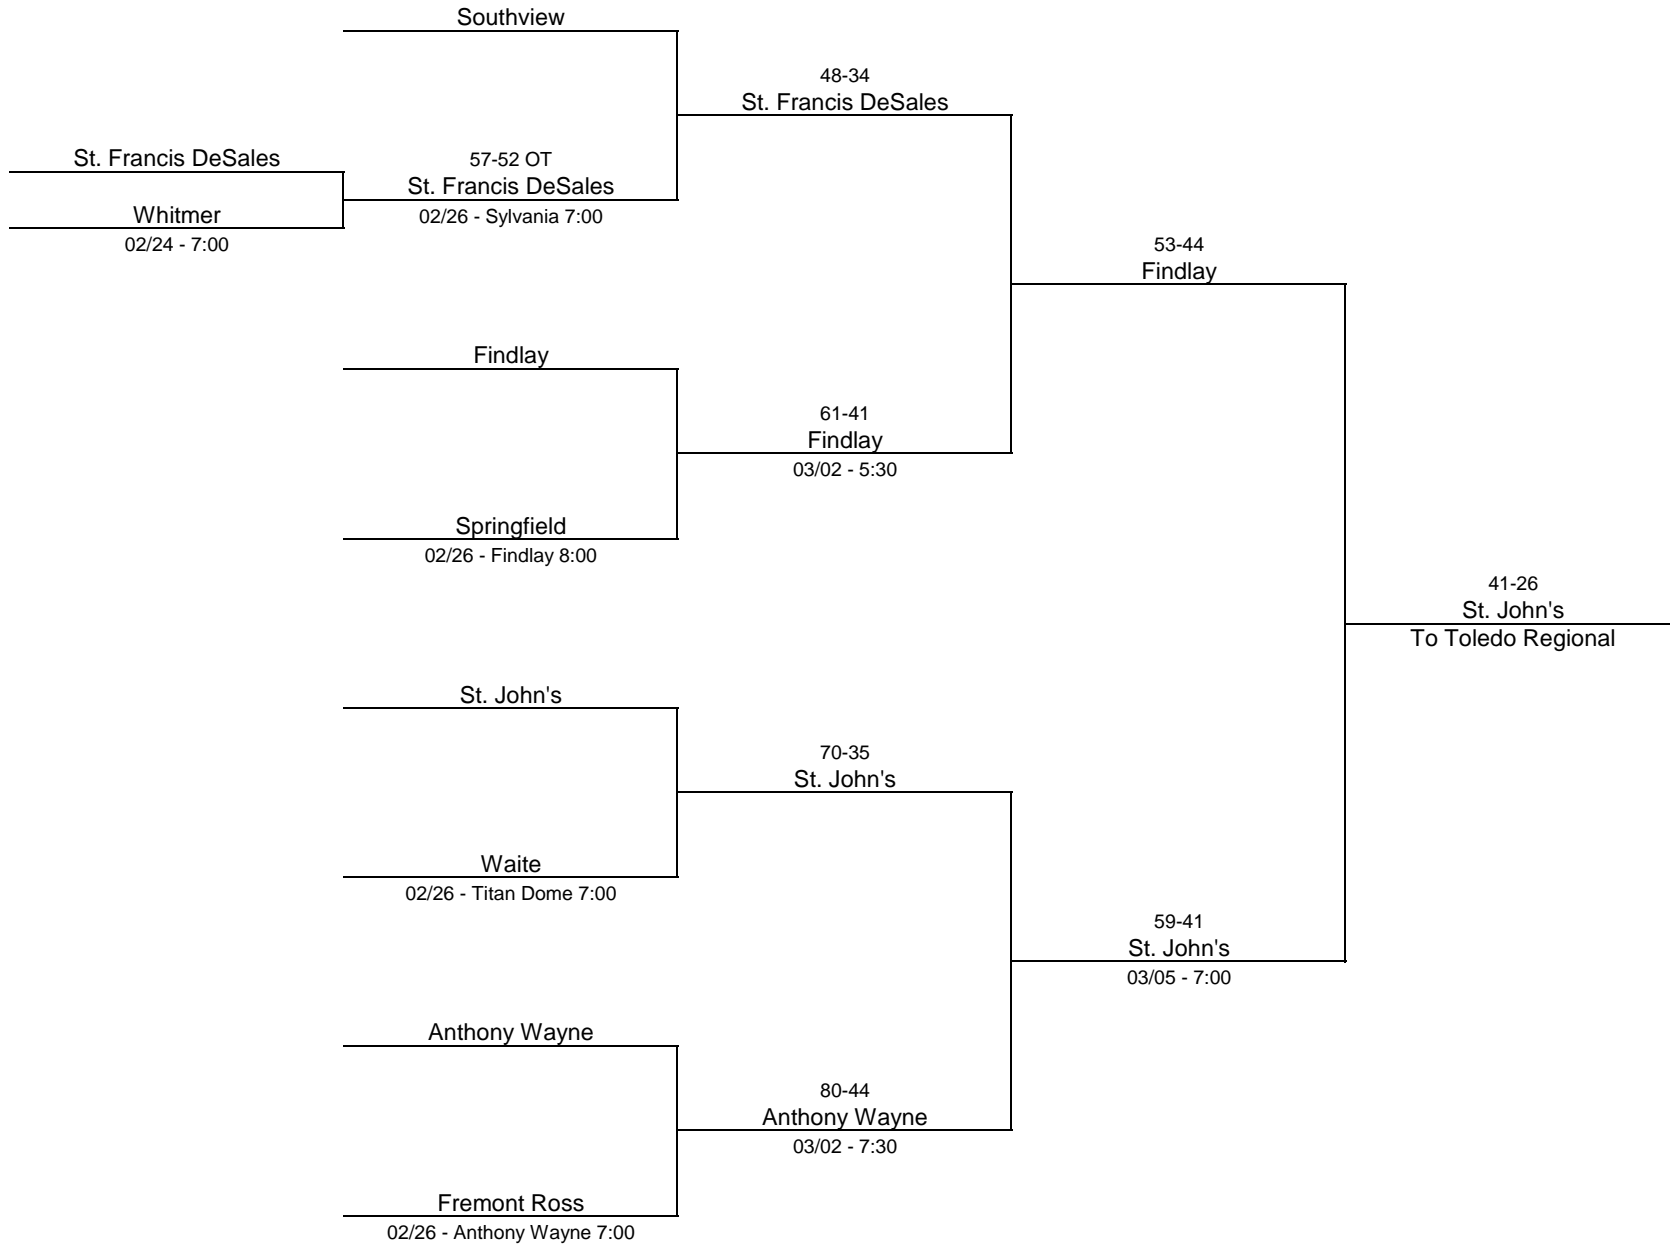 Southview
48-34
St. Francis DeSales
St. Francis DeSales
57-52 OT
St. Francis DeSales
Whitmer
02/26 - Sylvania 7:00
02/24 - 7:00
53-44
Findlay
Findlay
61-41
Findlay
03/02 - 5:30
Springfield
02/26 - Findlay 8:00
41-26
St. John's
To Toledo Regional
St. John's
70-35
St. John's
Waite
02/26 - Titan Dome 7:00
59-41
St. John's
03/05 - 7:00
Anthony Wayne
80-44
Anthony Wayne
03/02 - 7:30
Fremont Ross
02/26 - Anthony Wayne 7:00